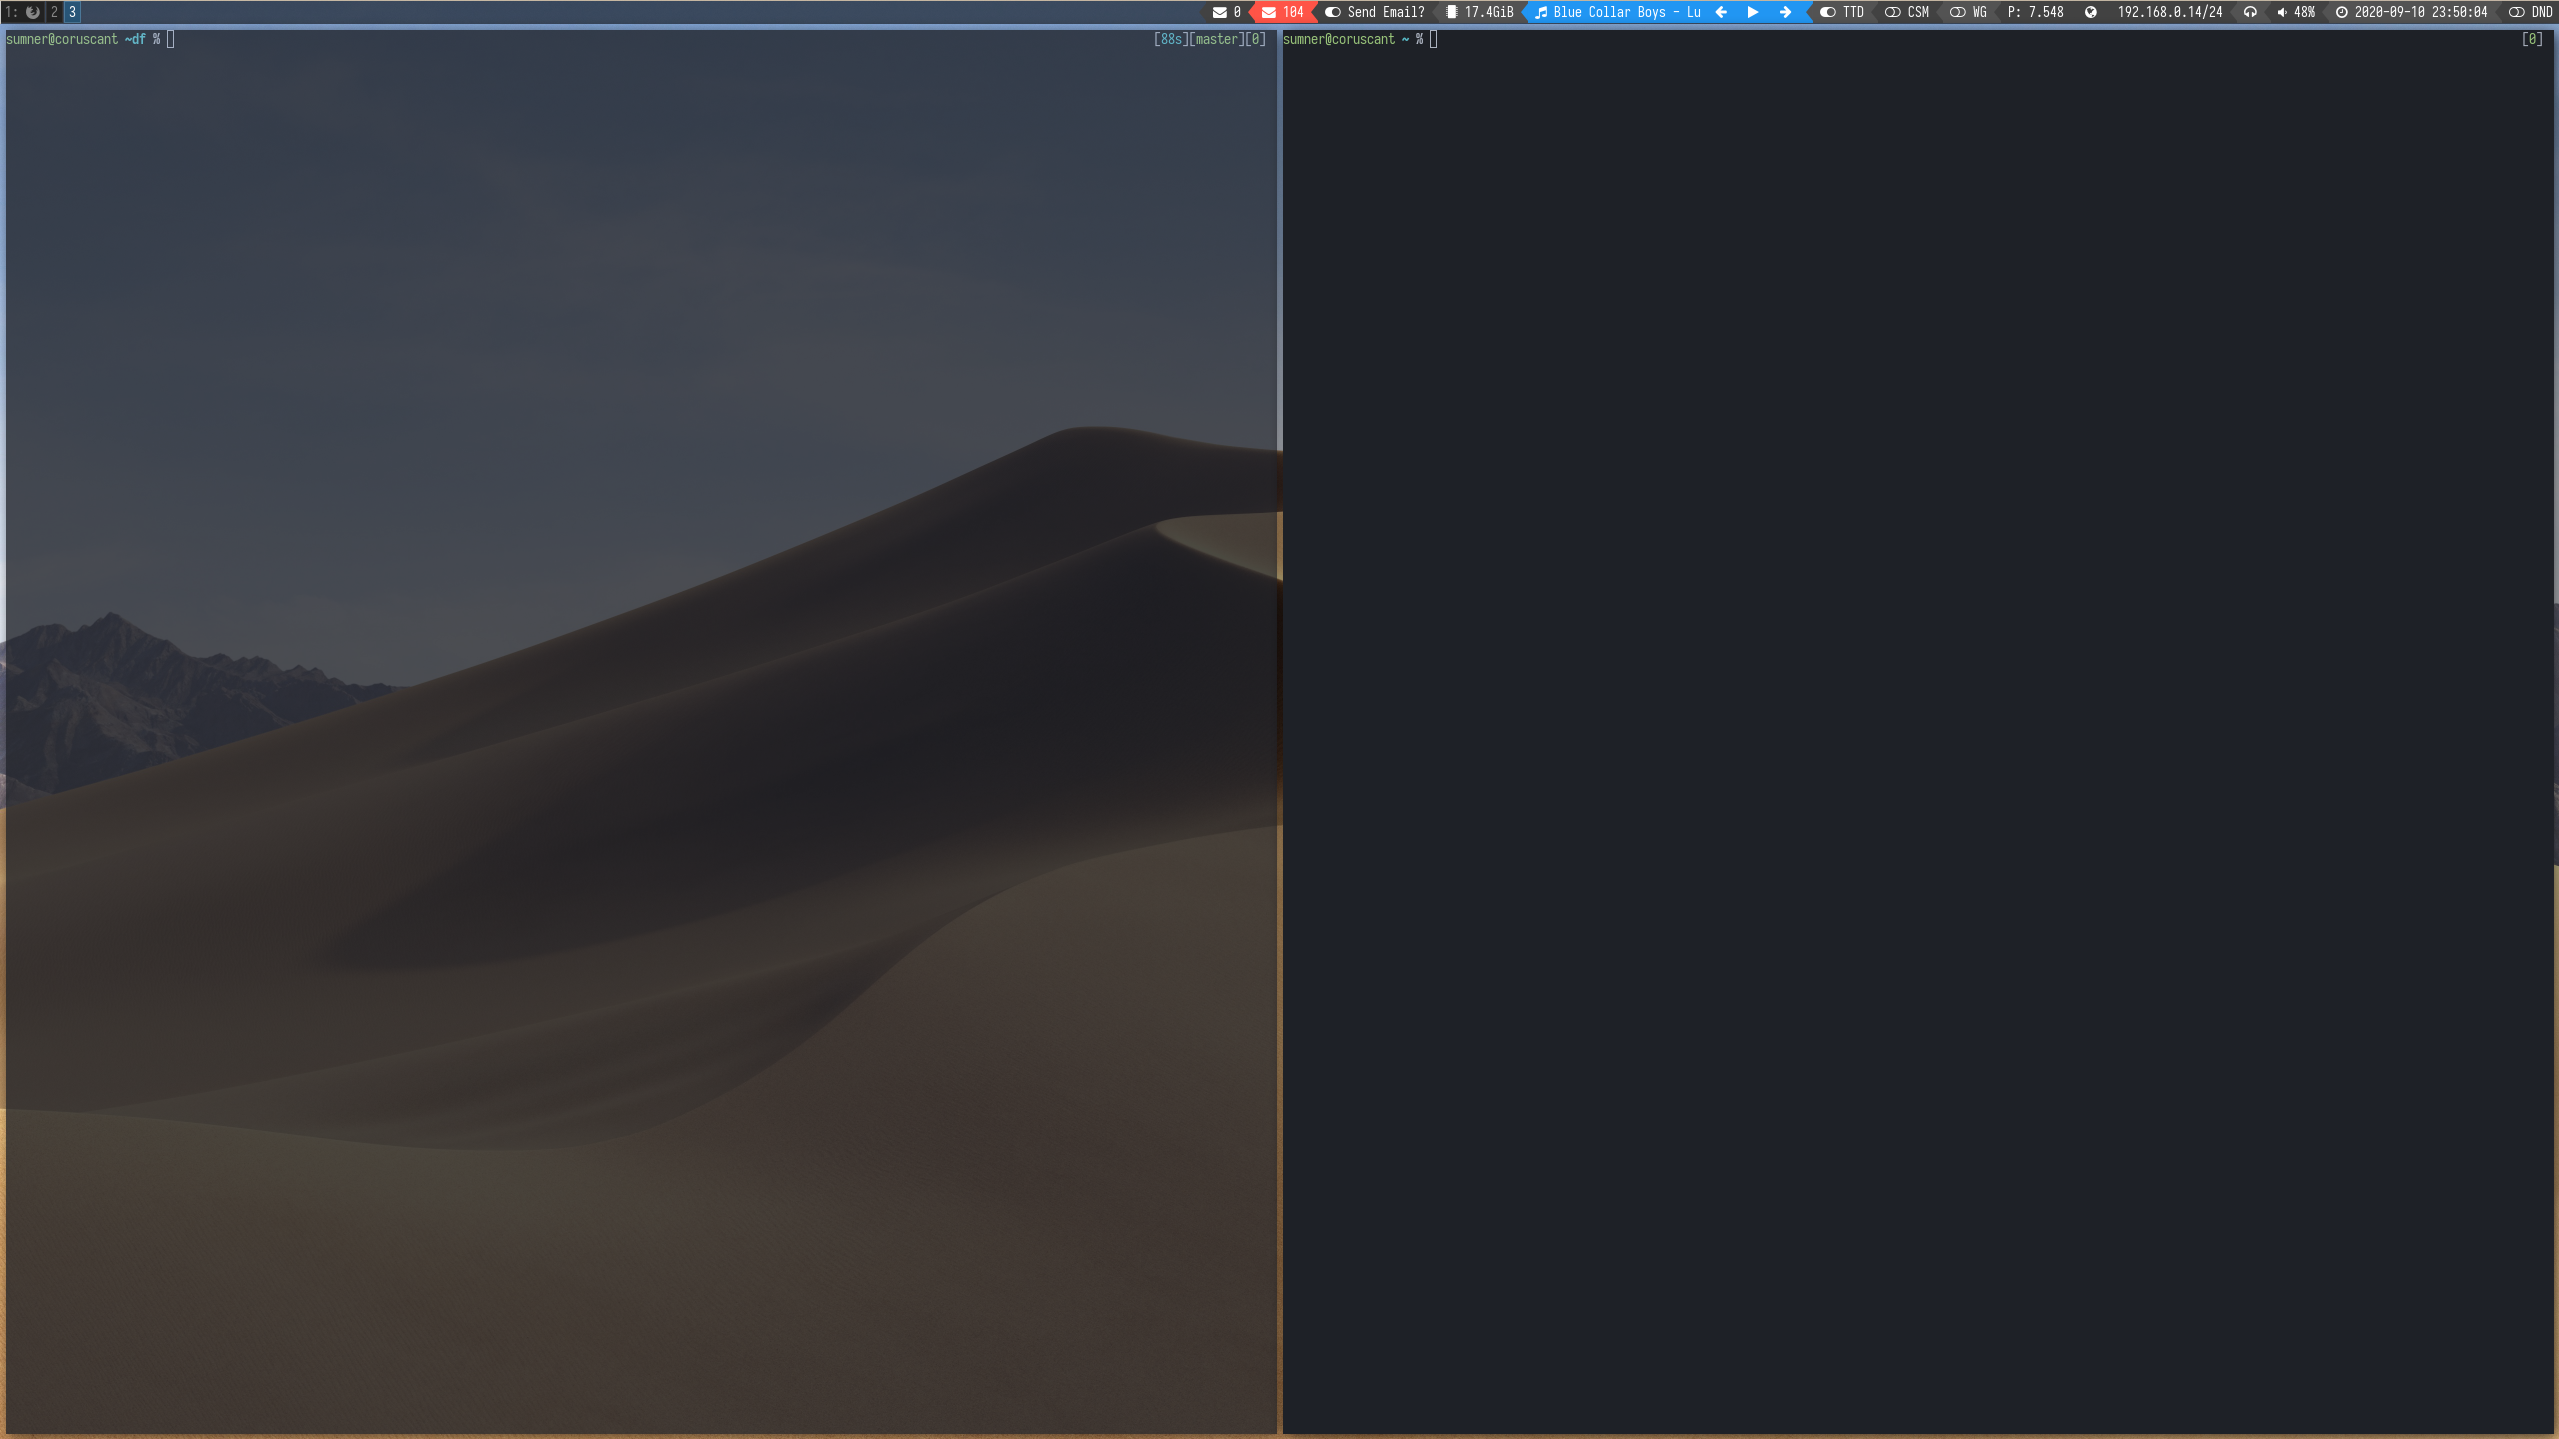 1: 2 3 0 104 Send Email? 17.4GiB Blue Collar Boys - Lu TTD CSM WG P: 7.548 192.168.0.14/24 48% 2020-09-10 23:50:04 DND
sumner@coruscant ~df % [88s][master][0]
sumner@coruscant ~ % [0]